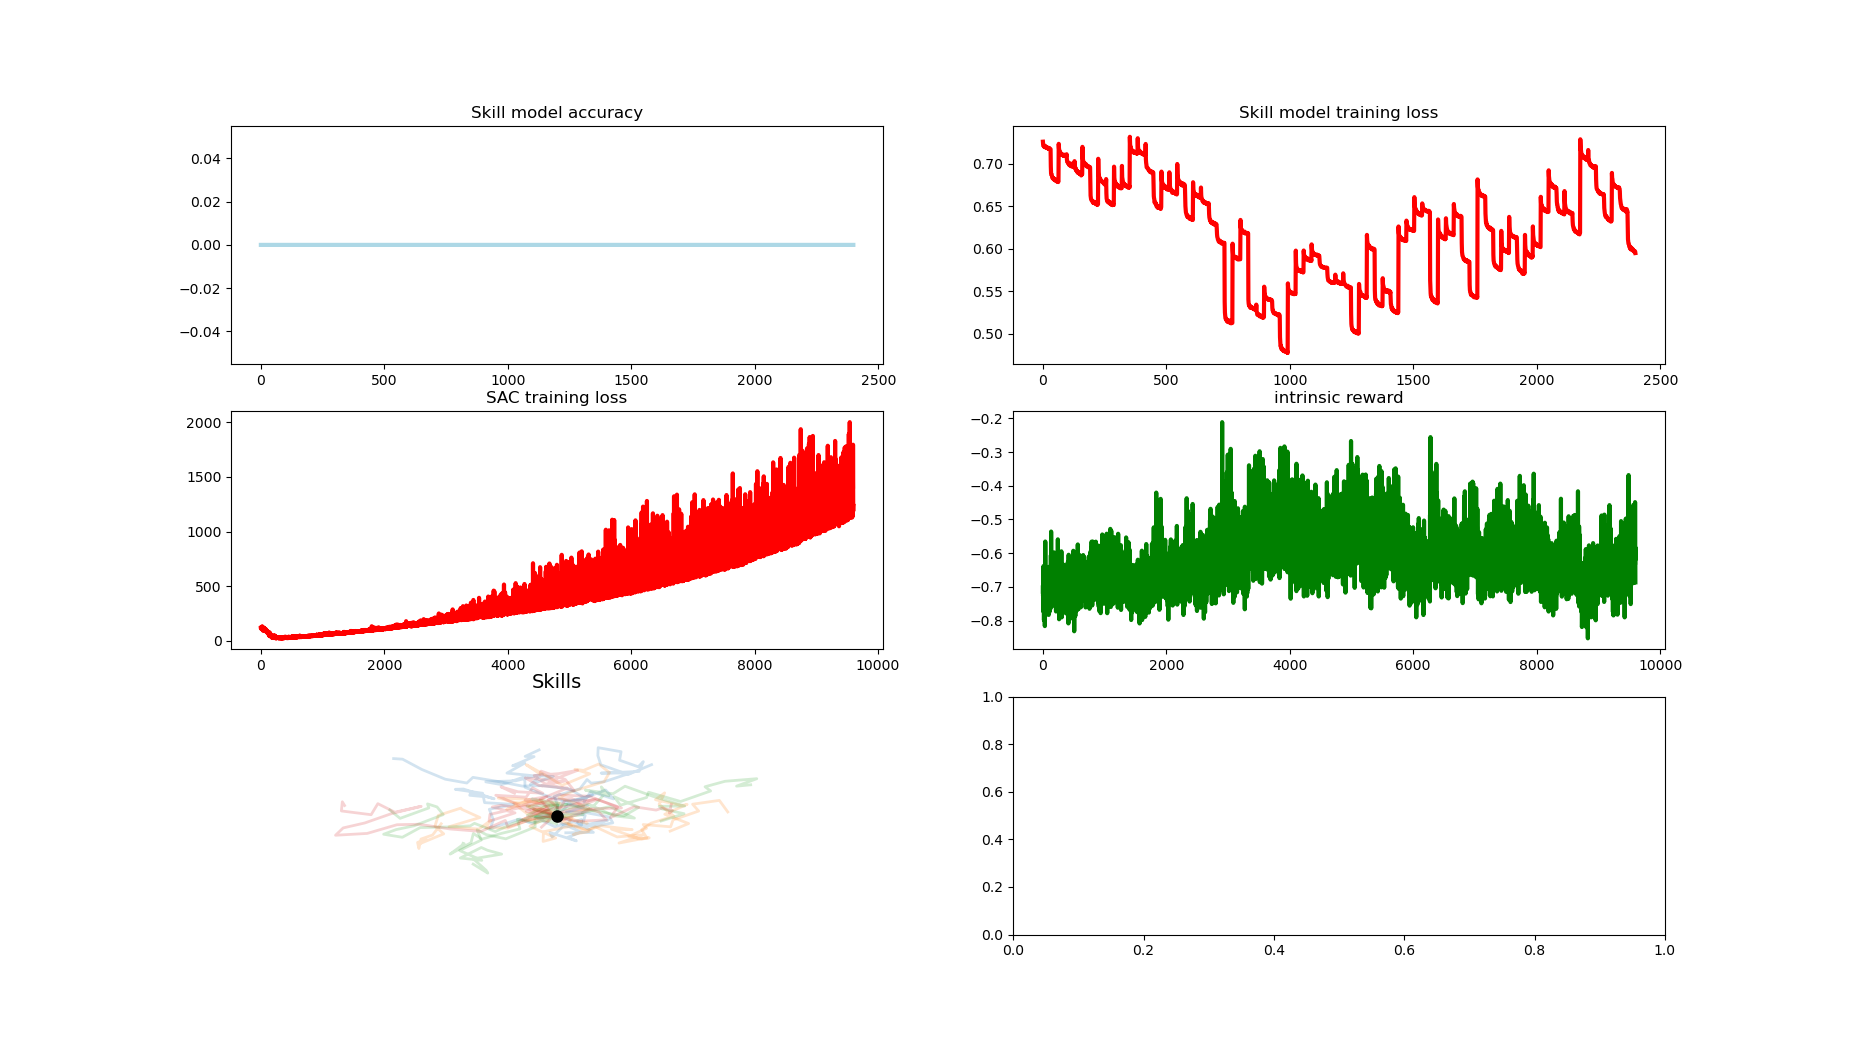 Skill model accuracy
0.04
0.02
0.00
−0.02
−0.04
0 500 1000 1500 2000 2500
Skill model training loss
0.70
0.65
0.60
0.55
0.50
0 500 1000 1500 2000 2500
SAC training loss
2000
1500
1000
500
0
0 2000 4000 6000 8000 10000
intrinsic reward
−0.2
−0.3
−0.4
−0.5
−0.6
−0.7
−0.8
0 2000 4000 6000 8000 10000
Skills
1.0
0.8
0.6
0.4
0.2
0.0
0.0 0.2 0.4 0.6 0.8 1.0